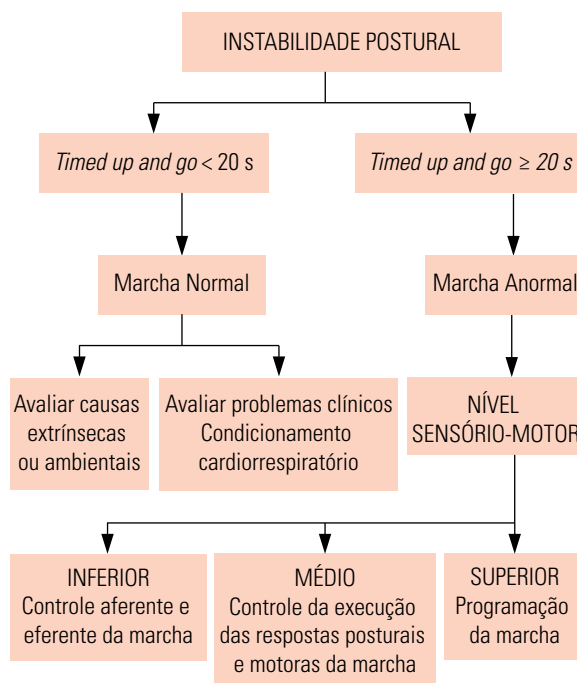 INSTABILIDADE POSTURAL
Timed up and go < 20 s
Timed up and go ≥ 20 s
Marcha Normal
Marcha Anormal
Avaliar causas
extrínsecas
ou ambientais
Avaliar problemas clínicos
Condicionamento
cardiorrespiratório
NÍVEL
SENSÓRIO-MOTOR
INFERIOR
Controle aferente e
eferente da marcha
MÉDIO
Controle da execução
das respostas posturais
e motoras da marcha
SUPERIOR
Programação
da marcha